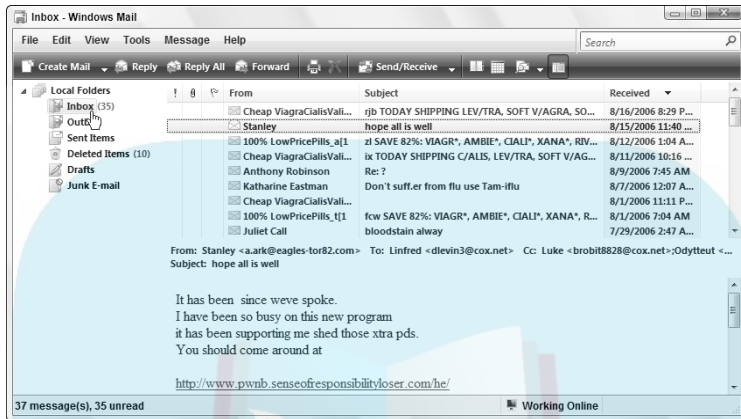 Inbox - Windows Mail
File Edit View Tools Message Help
Search
Create Mail Reply Reply All Forward Send/Receive
Local Folders
Inbox (35)
Sent Items
Deleted Items (10)
Drafts
Junk E-mail
! From Subject Received
Cheap ViagraCialisVali... rjb TODAY SHIPPING LEV/TRA, SOFT V/AGRA, SO... 8/16/2006 8:29 P...
Stanley hope all is well 8/15/2006 11:40 ...
100% LowPricePills_a[1 zl SAVE 82%: VIAGR*, AMBIE*, CIALI*, XANA*, RIV... 8/12/2006 1:04 A...
Cheap ViagraCialisVali... ix TODAY SHIPPING C/ALIS, LEV/TRA, SOFT V/AG... 8/11/2006 10:16 ...
Anthony Robinson Re: ? 8/9/2006 7:45 AM
Katharine Eastman Don't suff.er from flu use Tam-iflu 8/7/2006 12:07 A...
Cheap ViagraCialisVali... 8/1/2006 11:11 P...
100% LowPricePills_t[1 fcw SAVE 82%: VIAGR*, AMBIE*, CIALI*, XANA*, R... 8/1/2006 7:04 AM
Juliet Call bloodstain alway 7/29/2006 2:47 A...
From: Stanley <a.ark@eagles-tor82.com> To: Linfred <dlevin3@cox.net> Cc: Luke <brobit8828@cox.net>;Odytteut <...
Subject: hope all is well
It has been since weve spoke.
I have been so busy on this new program
it has been supporting me shed those xtra pds.
You should come around at
http://www.pwnb.senseofresponsibilityloser.com/he/
37 message(s), 35 unread
Working Online